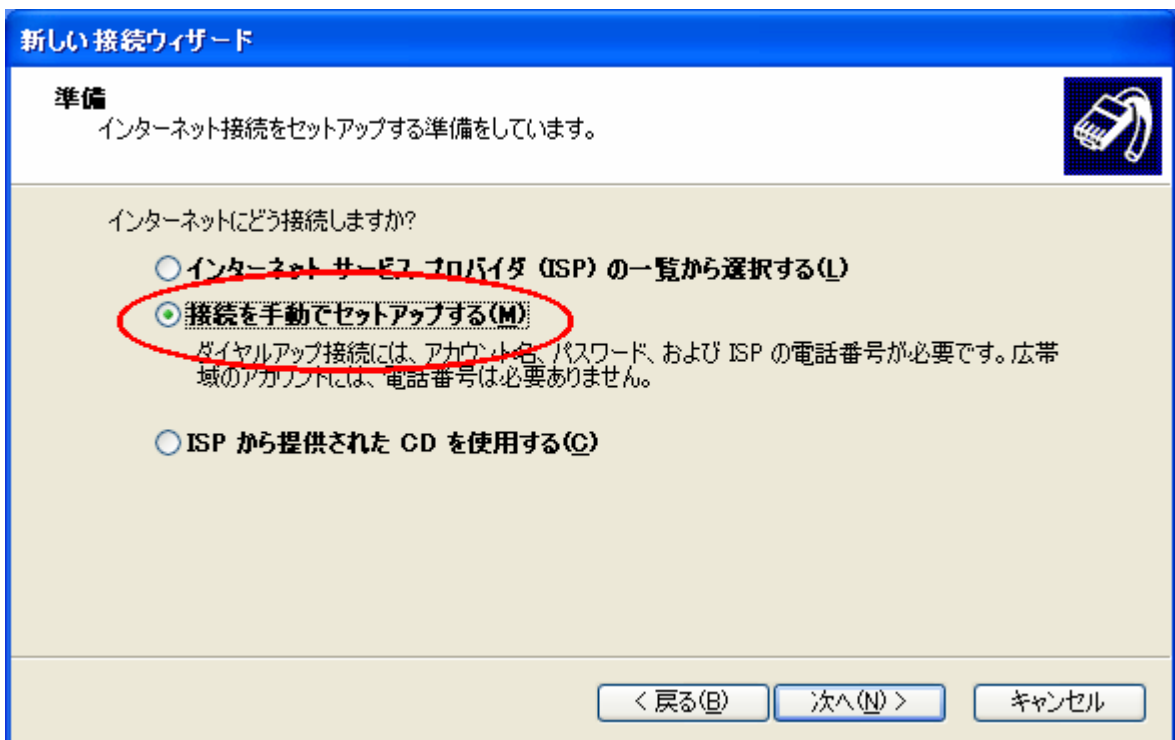 新しい接続ウィザード
準備
インターネット接続をセットアップする準備をしています。
インターネットにどう接続しますか?
インターネット サービス プロバイダ (ISP) の一覧から選択する(L)
接続を手動でセットアップする(M)
ダイヤルアップ接続には、アカウント名、パスワード、および ISP の電話番号が必要です。広帯
域のアカウントには、電話番号は必要ありません。
ISP から提供された CD を使用する(C)
< 戻る(B) 次へ(N) > キャンセル